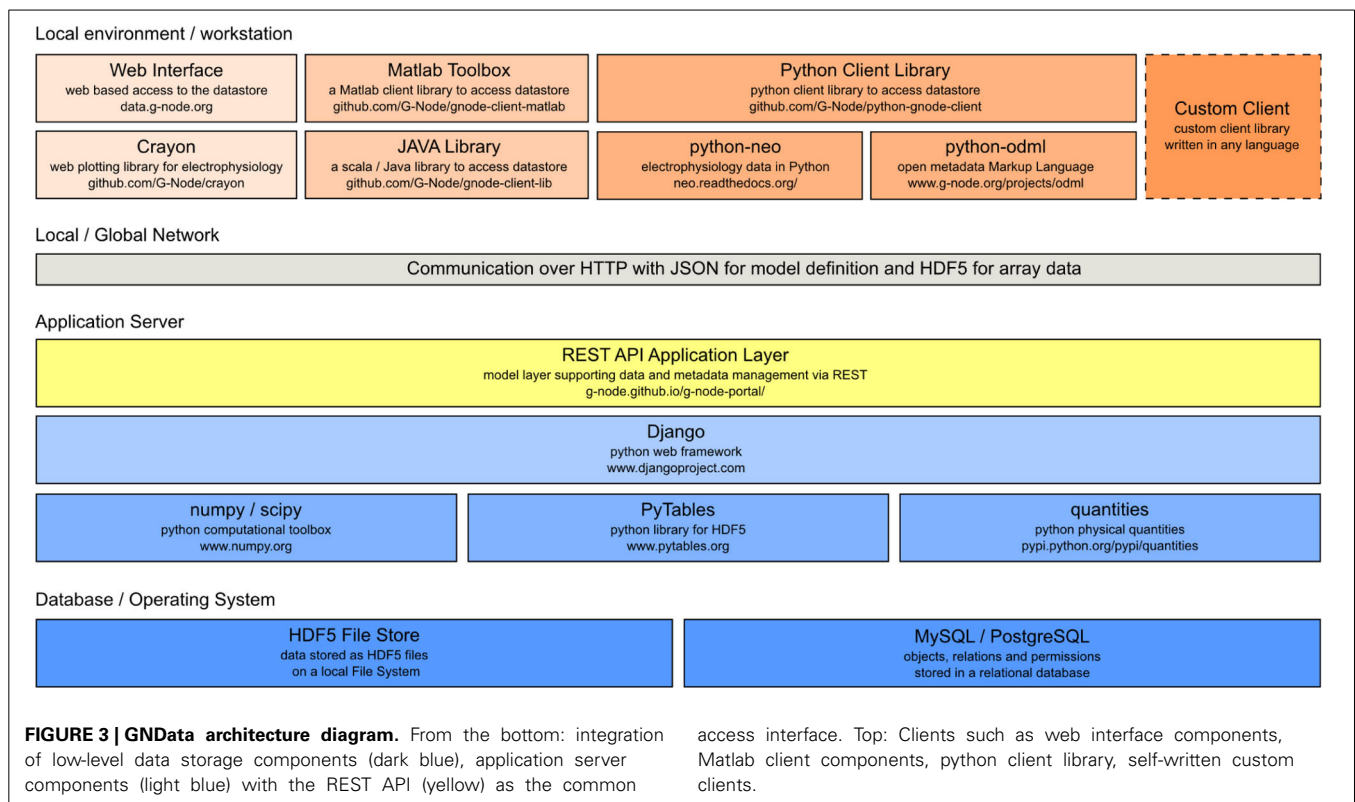 Local environment / workstation
Web Interface
web based access to the datastore
data.g-node.org
Matlab Toolbox
a Matlab client library to access datastore
github.com/G-Node/gnode-client-matlab
Python Client Library
python client library to access datastore
github.com/G-Node/python-gnode-client
Custom Client
custom client library
written in any language
Crayon
web plotting library for electrophysiology
github.com/G-Node/crayon
JAVA Library
a scala / Java library to access datastore
github.com/G-Node/gnode-client-lib
python-neo
electrophysiology data in Python
neo.readthedocs.org/
python-odml
open metadata Markup Language
www.g-node.org/projects/odml
Local / Global Network
Communication over HTTP with JSON for model definition and HDF5 for array data
Application Server
REST API Application Layer
model layer supporting data and metadata management via REST
g-node.github.io/g-node-portal/
Django
python web framework
www.djangoproject.com
numpy / scipy
python computational toolbox
www.numpy.org
PyTables
python library for HDF5
www.pytables.org
quantities
python physical quantities
pypi.python.org/pypi/quantities
Database / Operating System
HDF5 File Store
data stored as HDF5 files
on a local File System
MySQL / PostgreSQL
objects, relations and permissions
stored in a relational database
FIGURE 3 | GNData architecture diagram. From the bottom: integration
of low-level data storage components (dark blue), application server
components (light blue) with the REST API (yellow) as the common
access interface. Top: Clients such as web interface components,
Matlab client components, python client library, self-written custom
clients.